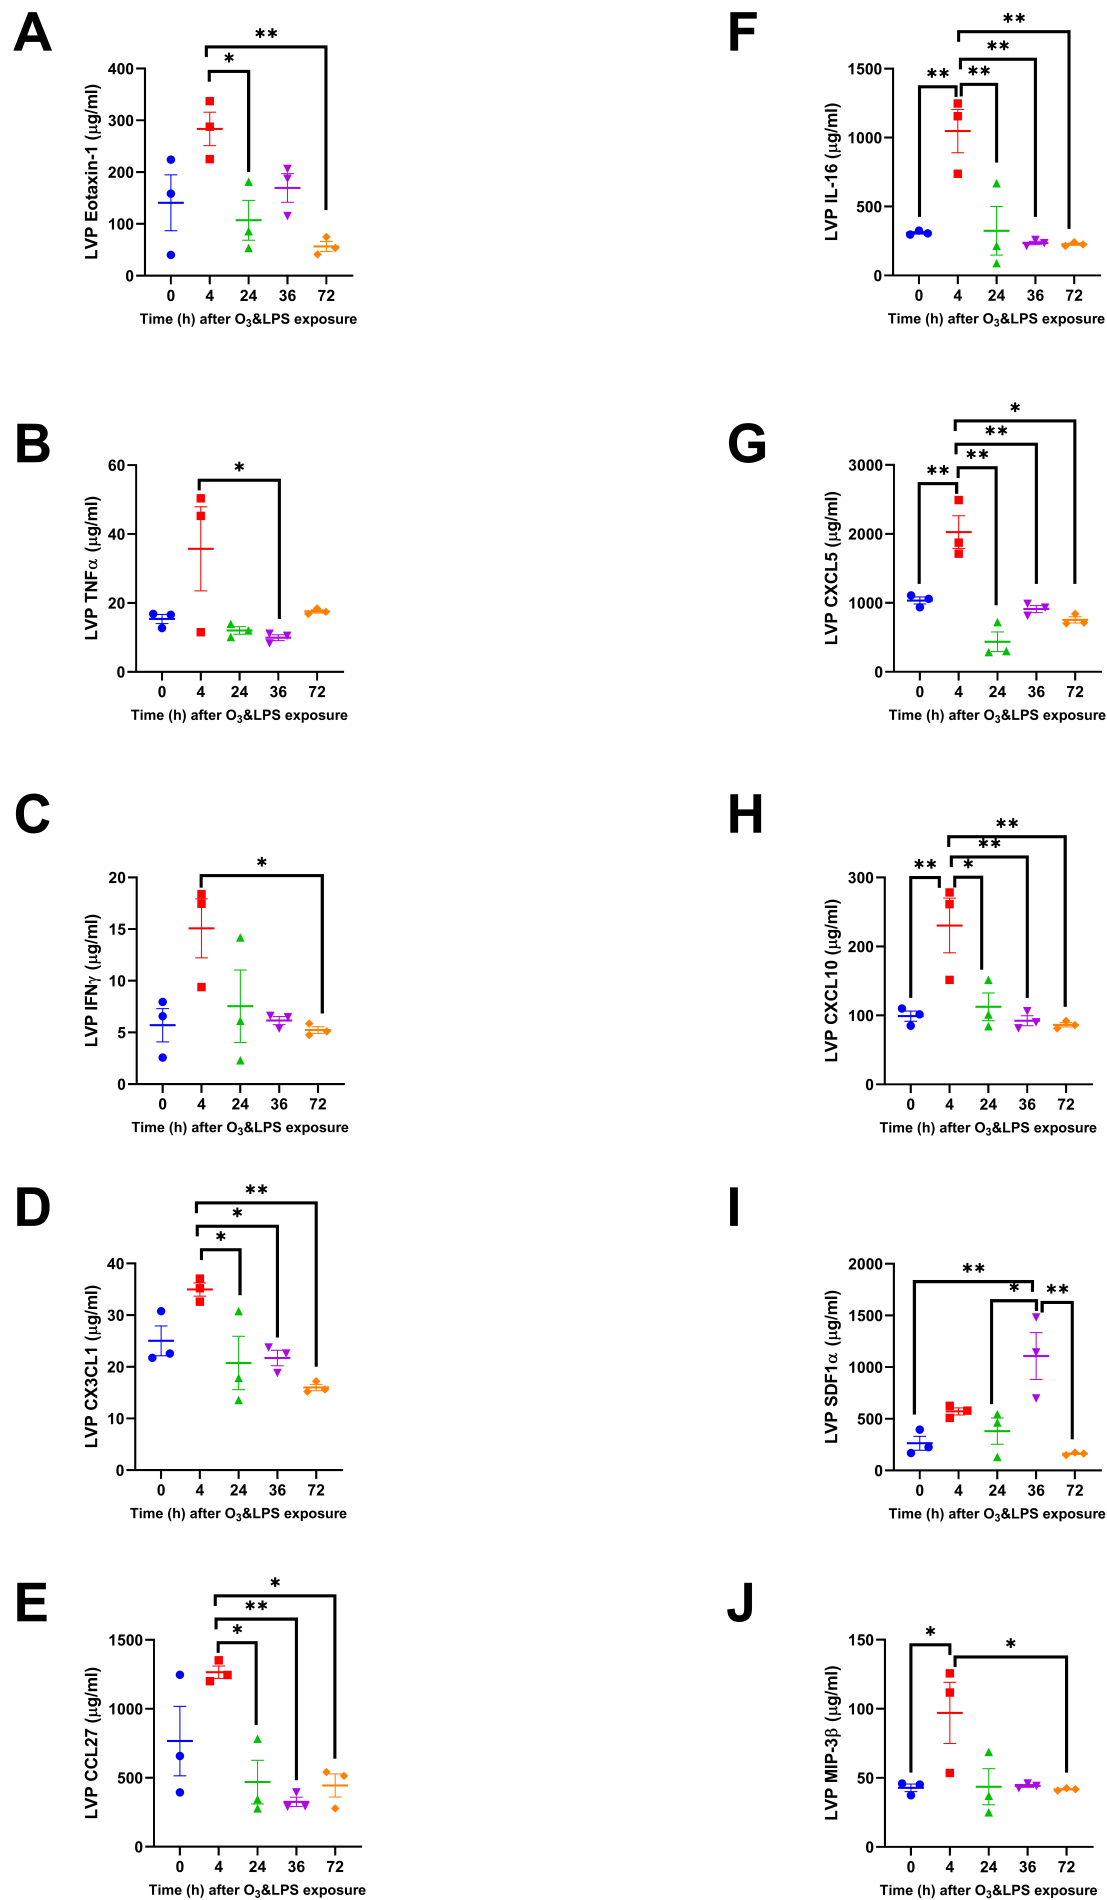 A
**
*
LVP Eotaxin-1 (μg/ml)
400
300
200
100
0
0 4 24 36 72
Time (h) after O₃&LPS exposure
B
*
LVP TNFα (μg/ml)
60
40
20
0
0 4 24 36 72
Time (h) after O₃&LPS exposure
C
*
LVP IFNγ (μg/ml)
20
15
10
5
0
0 4 24 36 72
Time (h) after O₃&LPS exposure
D
**
*
*
LVP CX3CL1 (μg/ml)
40
30
20
10
0
0 4 24 36 72
Time (h) after O₃&LPS exposure
E
*
**
*
LVP CCL27 (μg/ml)
1500
1000
500
0
0 4 24 36 72
Time (h) after O₃&LPS exposure
F
**
**
** **
LVP IL-16 (μg/ml)
1500
1000
500
0
0 4 24 36 72
Time (h) after O₃&LPS exposure
G
*
**
** **
LVP CXCL5 (μg/ml)
3000
2000
1000
0
0 4 24 36 72
Time (h) after O₃&LPS exposure
H
**
**
** *
LVP CXCL10 (μg/ml)
300
200
100
0
0 4 24 36 72
Time (h) after O₃&LPS exposure
I
**
* **
LVP SDF1α (μg/ml)
2000
1500
1000
500
0
0 4 24 36 72
Time (h) after O₃&LPS exposure
J
* *
LVP MIP-3β (μg/ml)
150
100
50
0
0 4 24 36 72
Time (h) after O₃&LPS exposure